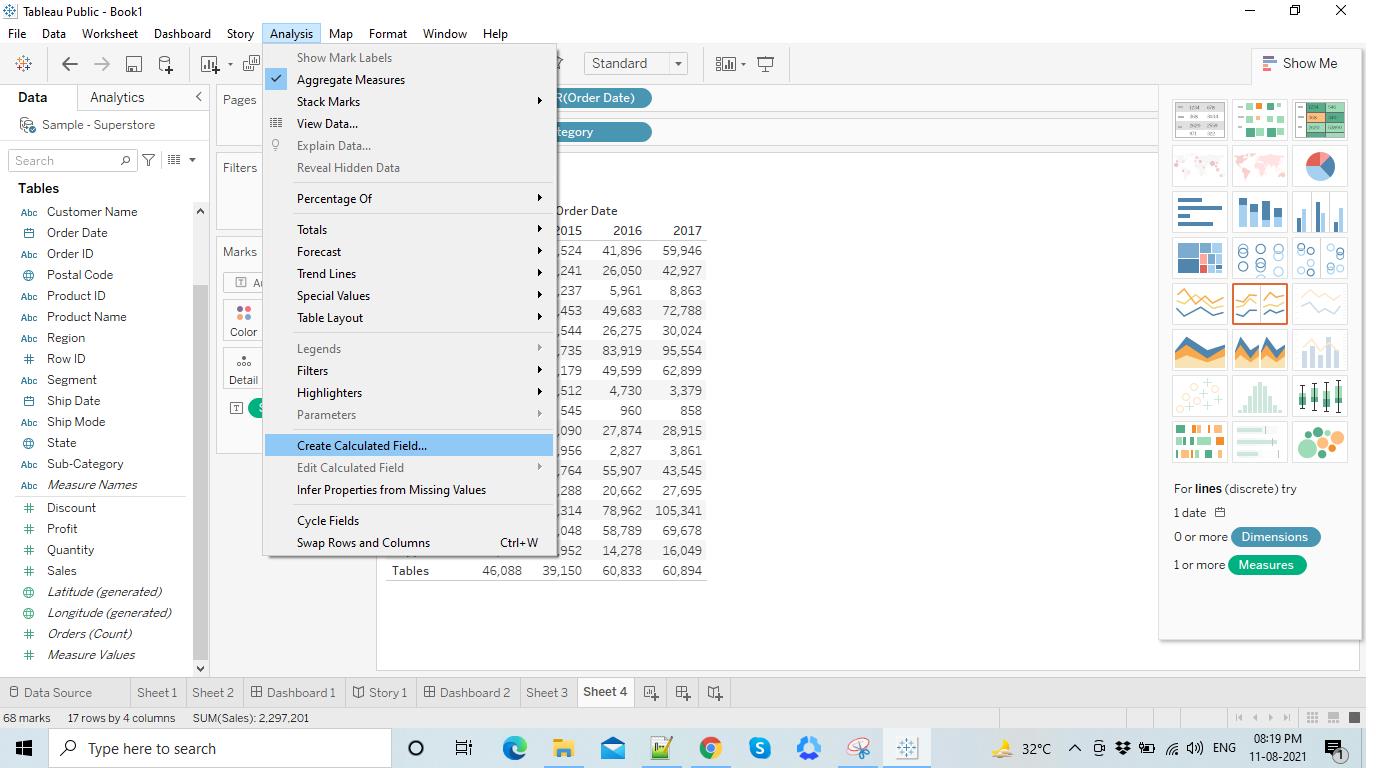 Tableau Public - Book1
File Data Worksheet Dashboard Story Analysis Map Format Window Help
Standard
Show Me
Data Analytics
Sample - Superstore
Search
Tables
Customer Name
Order Date
Order ID
Postal Code
Product ID
Product Name
Region
Row ID
Segment
Ship Date
Ship Mode
State
Sub-Category
Measure Names
Discount
Profit
Quantity
Sales
Latitude (generated)
Longitude (generated)
Orders (Count)
Measure Values
Pages
Filters
Marks
Color
Detail
Show Mark Labels
Aggregate Measures
Stack Marks
View Data...
Explain Data...
Reveal Hidden Data
Percentage Of
Totals
Forecast
Trend Lines
Special Values
Table Layout
Legends
Filters
Highlighters
Parameters
Create Calculated Field...
Edit Calculated Field
Infer Properties from Missing Values
Cycle Fields
Swap Rows and Columns Ctrl+W
R(Order Date)
tegory
Order Date
2015 2016 2017
,524 41,896 59,946
,241 26,050 42,927
,237 5,961 8,863
,453 49,683 72,788
,544 26,275 30,024
,735 83,919 95,554
,179 49,599 62,899
,512 4,730 3,379
,545 960 858
,090 27,874 28,915
,956 2,827 3,861
,764 55,907 43,545
,288 20,662 27,695
,314 78,962 105,341
,048 58,789 69,678
,952 14,278 16,049
Tables 46,088 39,150 60,833 60,894
For lines (discrete) try
1 date
0 or more Dimensions
1 or more Measures
Data Source Sheet 1 Sheet 2 Dashboard 1 Story 1 Dashboard 2 Sheet 3 Sheet 4
68 marks 17 rows by 4 columns SUM(Sales): 2,297,201
Type here to search
32°C ENG
08:19 PM
11-08-2021
1